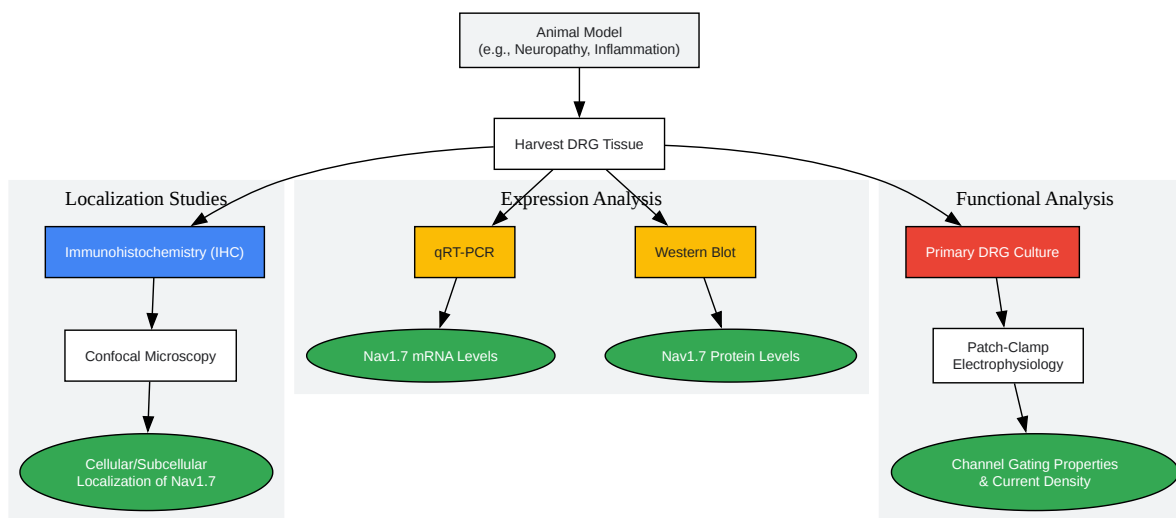 Animal Model
(e.g., Neuropathy, Inflammation)
Harvest DRG Tissue
Localization Studies
Expression Analysis
Functional Analysis
Immunohistochemistry (IHC)
qRT-PCR
Western Blot
Primary DRG Culture
Confocal Microscopy
Nav1.7 mRNA Levels
Nav1.7 Protein Levels
Patch-Clamp
Electrophysiology
Cellular/Subcellular
Localization of Nav1.7
Channel Gating Properties
& Current Density